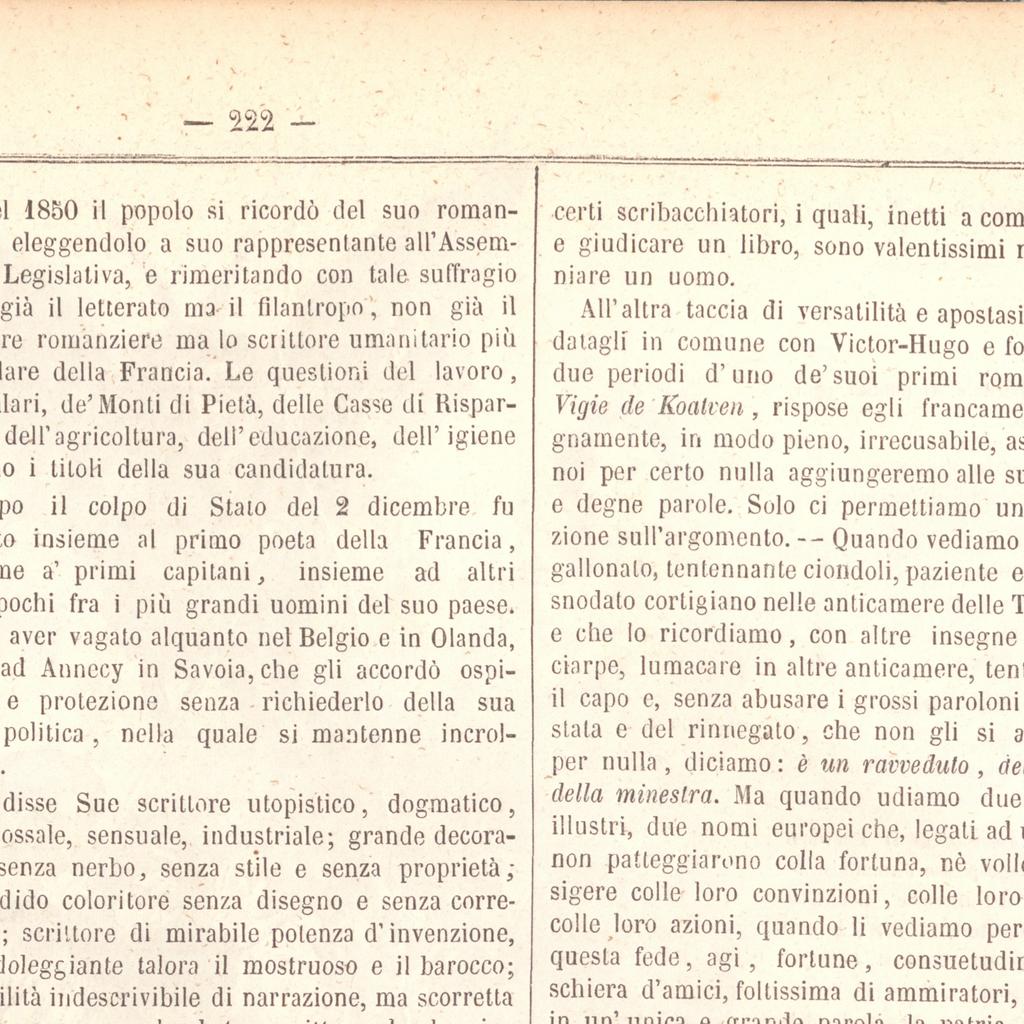 — 222 —
1850 il popolo si ricordò del suo roman-
eleggendolo a suo rappresentante all'Assem-
Legislativa, e rimeritando con tale suffragio
già il letterato ma il filantropo, non già il
romanziere ma lo scrittore umanitario più
della Francia. Le questioni del lavoro,
de' Monti di Pietà, delle Casse di Rispar-
dell'agricoltura, dell'educazione, dell'igiene
i titoli della sua candidatura.
il colpo di Stato del 2 dicembre fu
insieme al primo poeta della Francia,
a' primi capitani, insieme ad altri
pochi fra i più grandi uomini del suo paese.
aver vagato alquanto nel Belgio e in Olanda,
ad Annecy in Savoia, che gli accordò ospi-
e protezione senza richiederlo della sua
politica, nella quale si mantenne incrol-
.
disse Sue scrittore utopistico, dogmatico,
sensuale, industriale; grande decora-
senza nerbo, senza stile e senza proprietà;
coloritore senza disegno e senza corre-
; scrittore di mirabile potenza d'invenzione,
talora il mostruoso e il barocco;
indescrivibile di narrazione, ma scorretta
certi scribacchiatori, i quali, inetti a com
e giudicare un libro, sono valentissimi
niare un uomo.
All'altra taccia di versatilità e apostasi
datagli in comune con Victor-Hugo e fo
due periodi d'uno de'suoi primi rom
Vigie de Koatven, rispose egli francame
gnamente, in modo pieno, irrecusabile, as
noi per certo nulla aggiungeremo alle su
e degne parole. Solo ci permettiamo un
zione sull'argomento. -- Quando vediamo
gallonato, tentennante ciondoli, paziente e
snodato cortigiano nelle anticamere delle T
e che lo ricordiamo, con altre insegne
ciarpe, lumacare in altre anticamere, ten
il capo e, senza abusare i grossi paroloni
stata e del rinnegato, che non gli si a
per nulla, diciamo: è un ravveduto, de
della minestra. Ma quando udiamo due
illustri, due nomi europei che, legati ad
non patteggiarono colla fortuna, nè voll
sigere colle loro convinzioni, colle loro
colle loro azioni, quando li vediamo per
questa fede, agi, fortune, consuetudin
schiera d'amici, foltissima di ammiratori,
in un'unica e grande parola, la patria